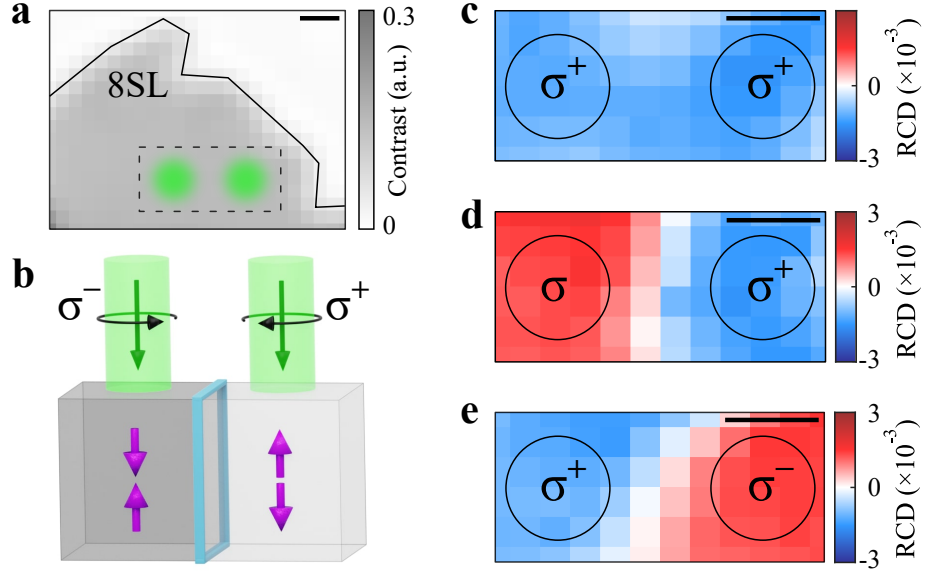 a
8SL
0.3
Contrast (a.u.)
0
b
σ⁻
σ⁺
c
σ⁺
σ⁺
0
-3
RCD (×10⁻³)
d
σ
σ⁺
3
0
-3
RCD (×10⁻³)
e
σ⁺
σ⁻
3
0
-3
RCD (×10⁻³)